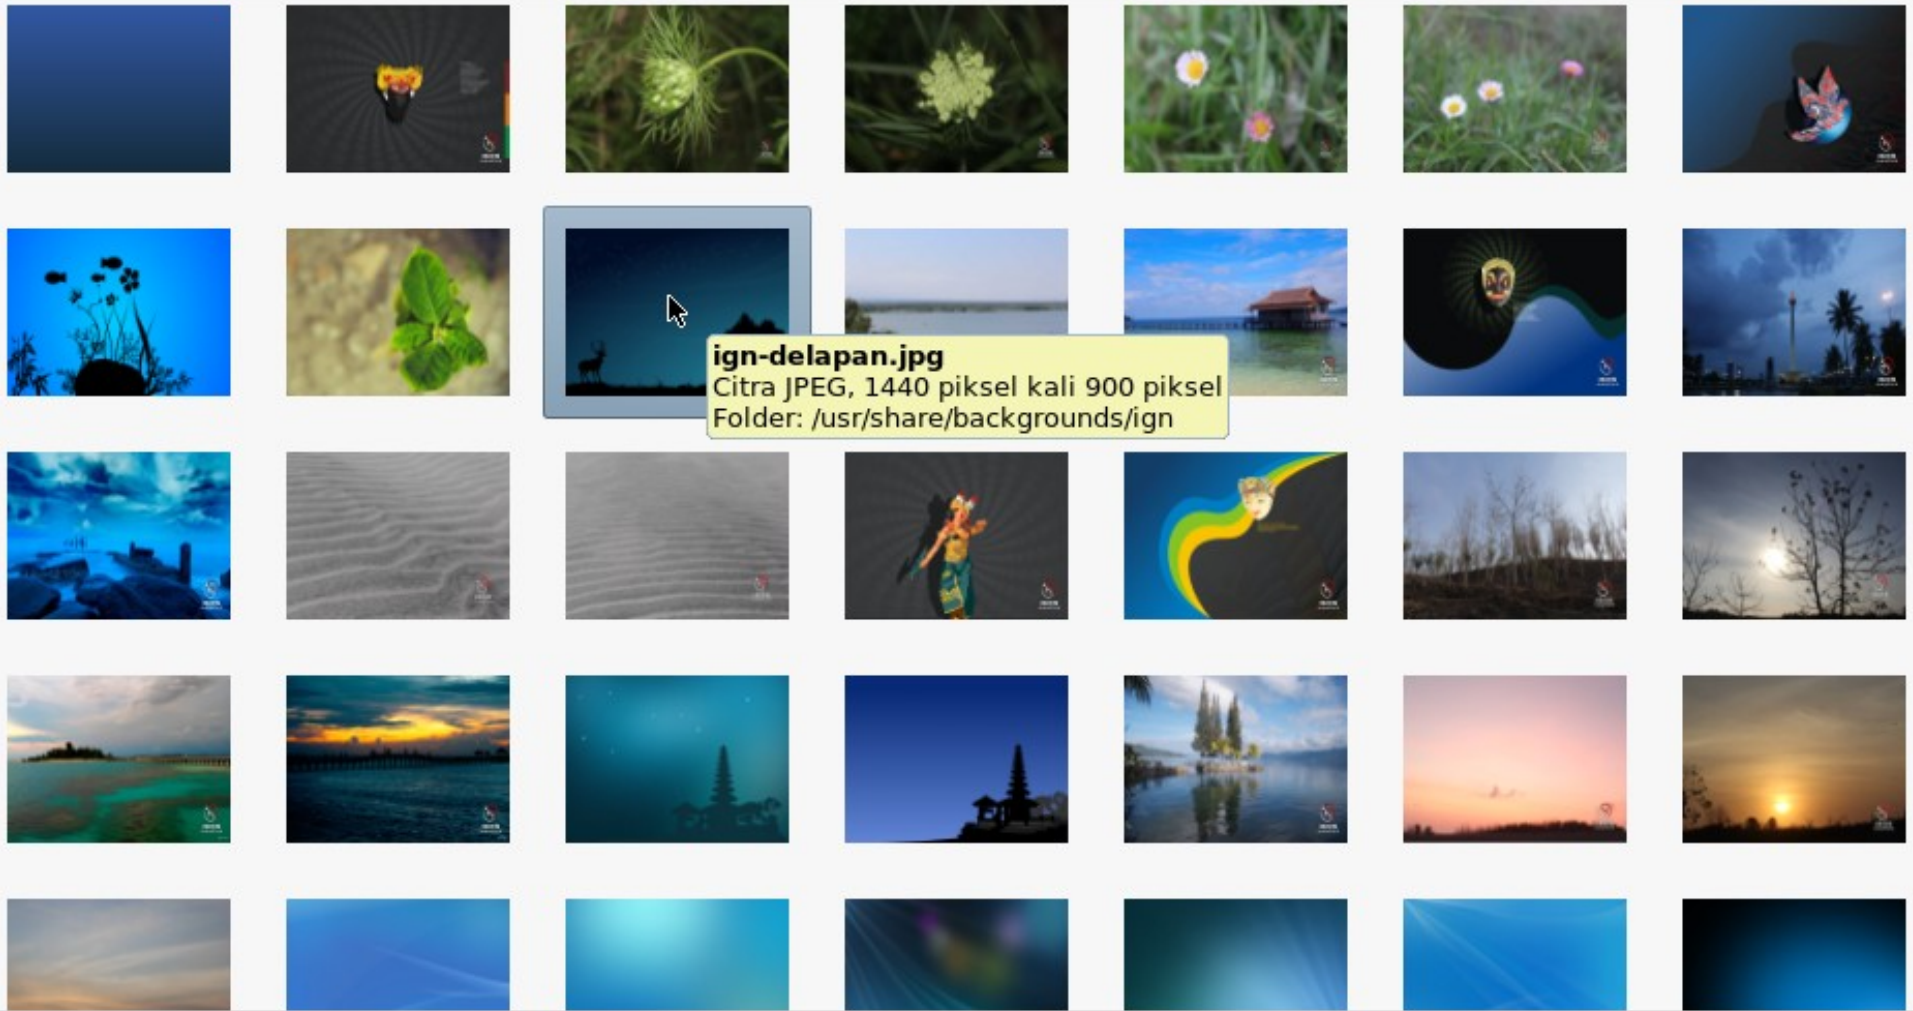 ign-delapan.jpg
Citra JPEG, 1440 piksel kali 900 piksel
Folder: /usr/share/backgrounds/ign